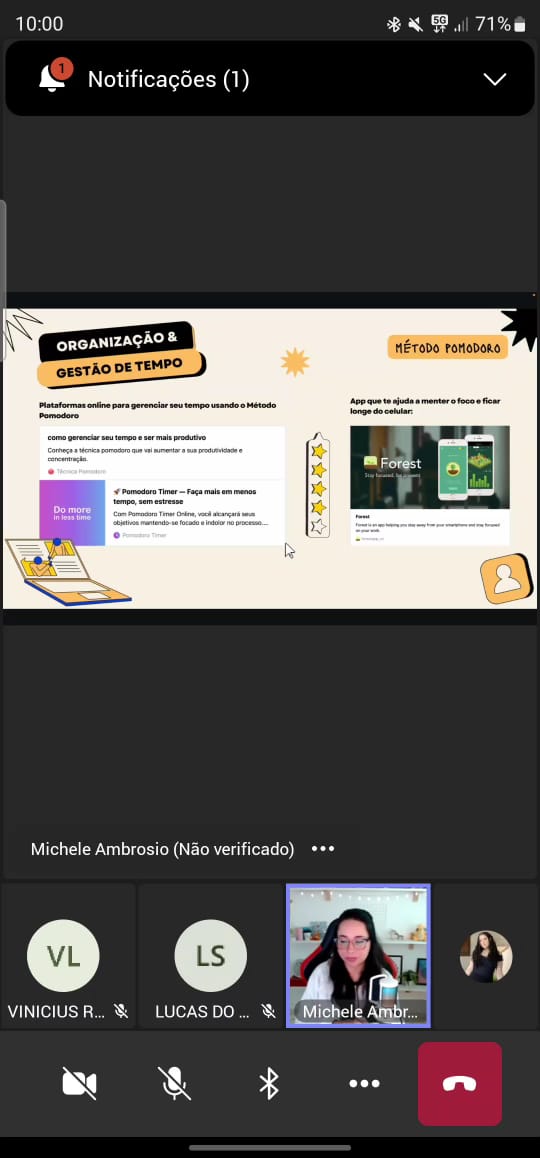 10:00
5G
71%
1
Notificações (1)
ORGANIZAÇÃO &
GESTÃO DE TEMPO
MÉTODO POMODORO
Plataformas online para gerenciar seu tempo usando o Método
Pomodoro
como gerenciar seu tempo e ser mais produtivo
Conheça a técnica pomodoro que vai aumentar a sua produtividade e
concentração.
Técnica Pomodoro
Do more
in less time
🚀 Pomodoro Timer — Faça mais em menos
tempo, sem estresse
Com Pomodoro Timer Online, você alcançará seus
objetivos mantendo-se focado e indolor no processo....
Pomodoro Timer
App que te ajuda a menter o foco e ficar
longe do celular:
Forest
Stay focused, be present
Forest
Forest is an app helping you stay away from your smartphone and stay focused
on your work.
Michele Ambrosio (Não verificado)
VL
VINICIUS R...
LS
LUCAS DO ...
Michele Ambr...